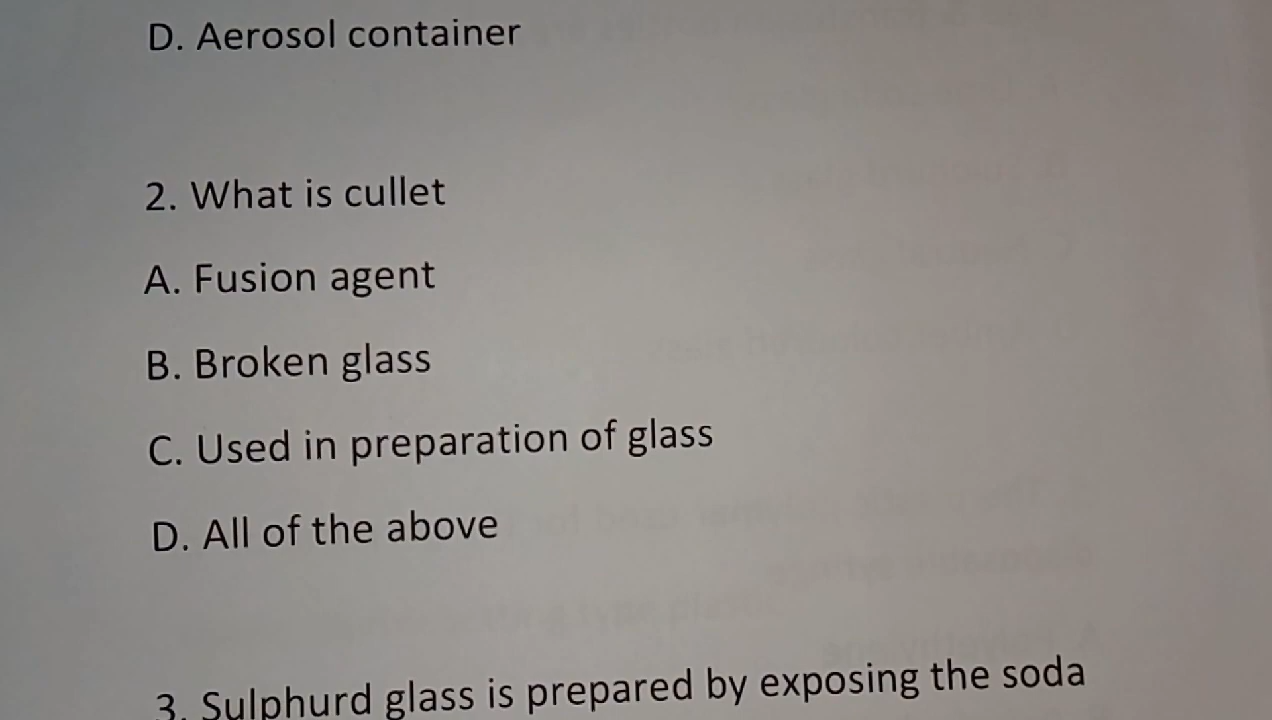 D. Aerosol container
2. What is cullet
A. Fusion agent
B. Broken glass
C. Used in preparation of glass
D. All of the above
3. Sulphurd glass is prepared by exposing the soda